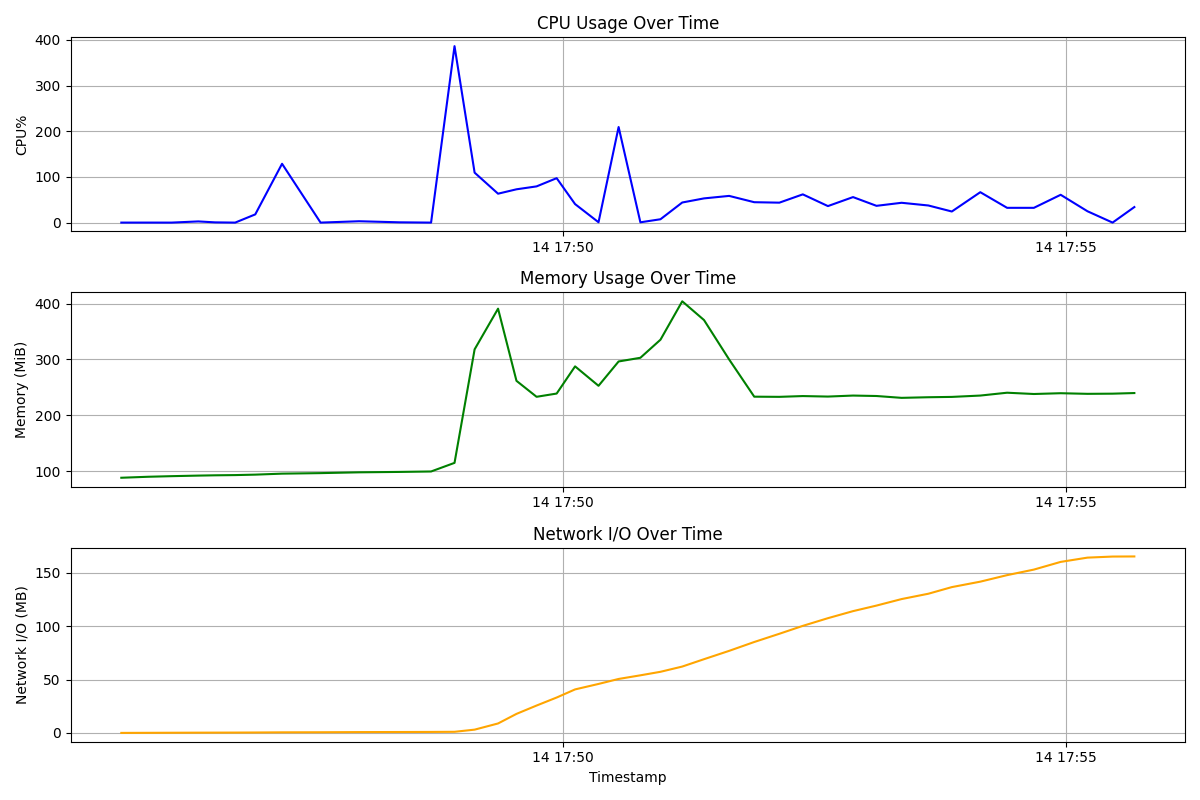 CPU Usage Over Time
400
300
200
100
0
CPU%
14 17:50
14 17:55
Memory Usage Over Time
400
300
200
100
Memory (MiB)
14 17:50
14 17:55
Network I/O Over Time
150
100
50
0
Network I/O (MB)
14 17:50
14 17:55
Timestamp